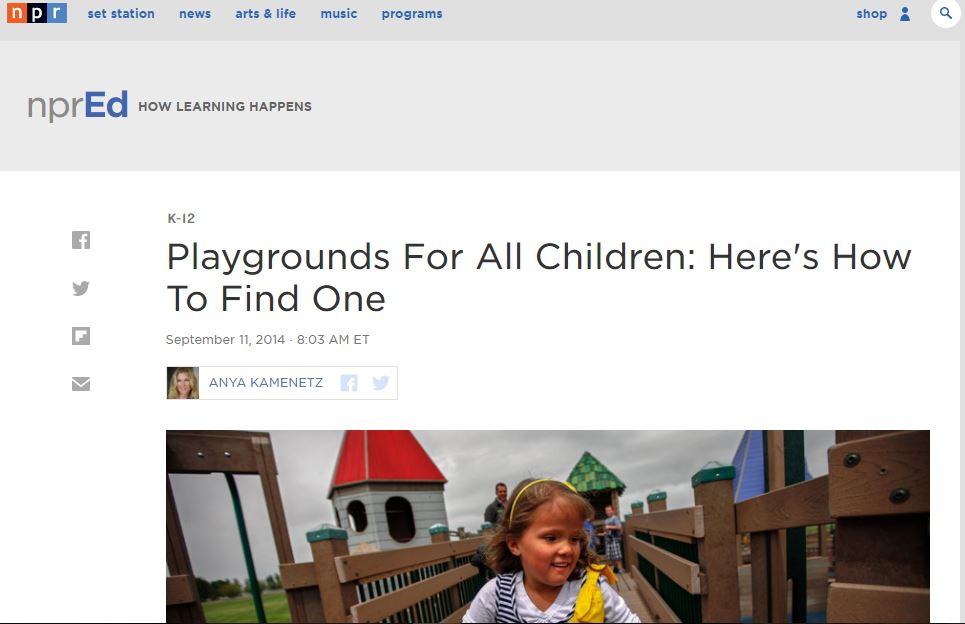 npr set station news arts & life music programs shop
nprEd HOW LEARNING HAPPENS
K-12
Playgrounds For All Children: Here's How
To Find One
September 11, 2014 · 8:03 AM ET
ANYA KAMENETZ